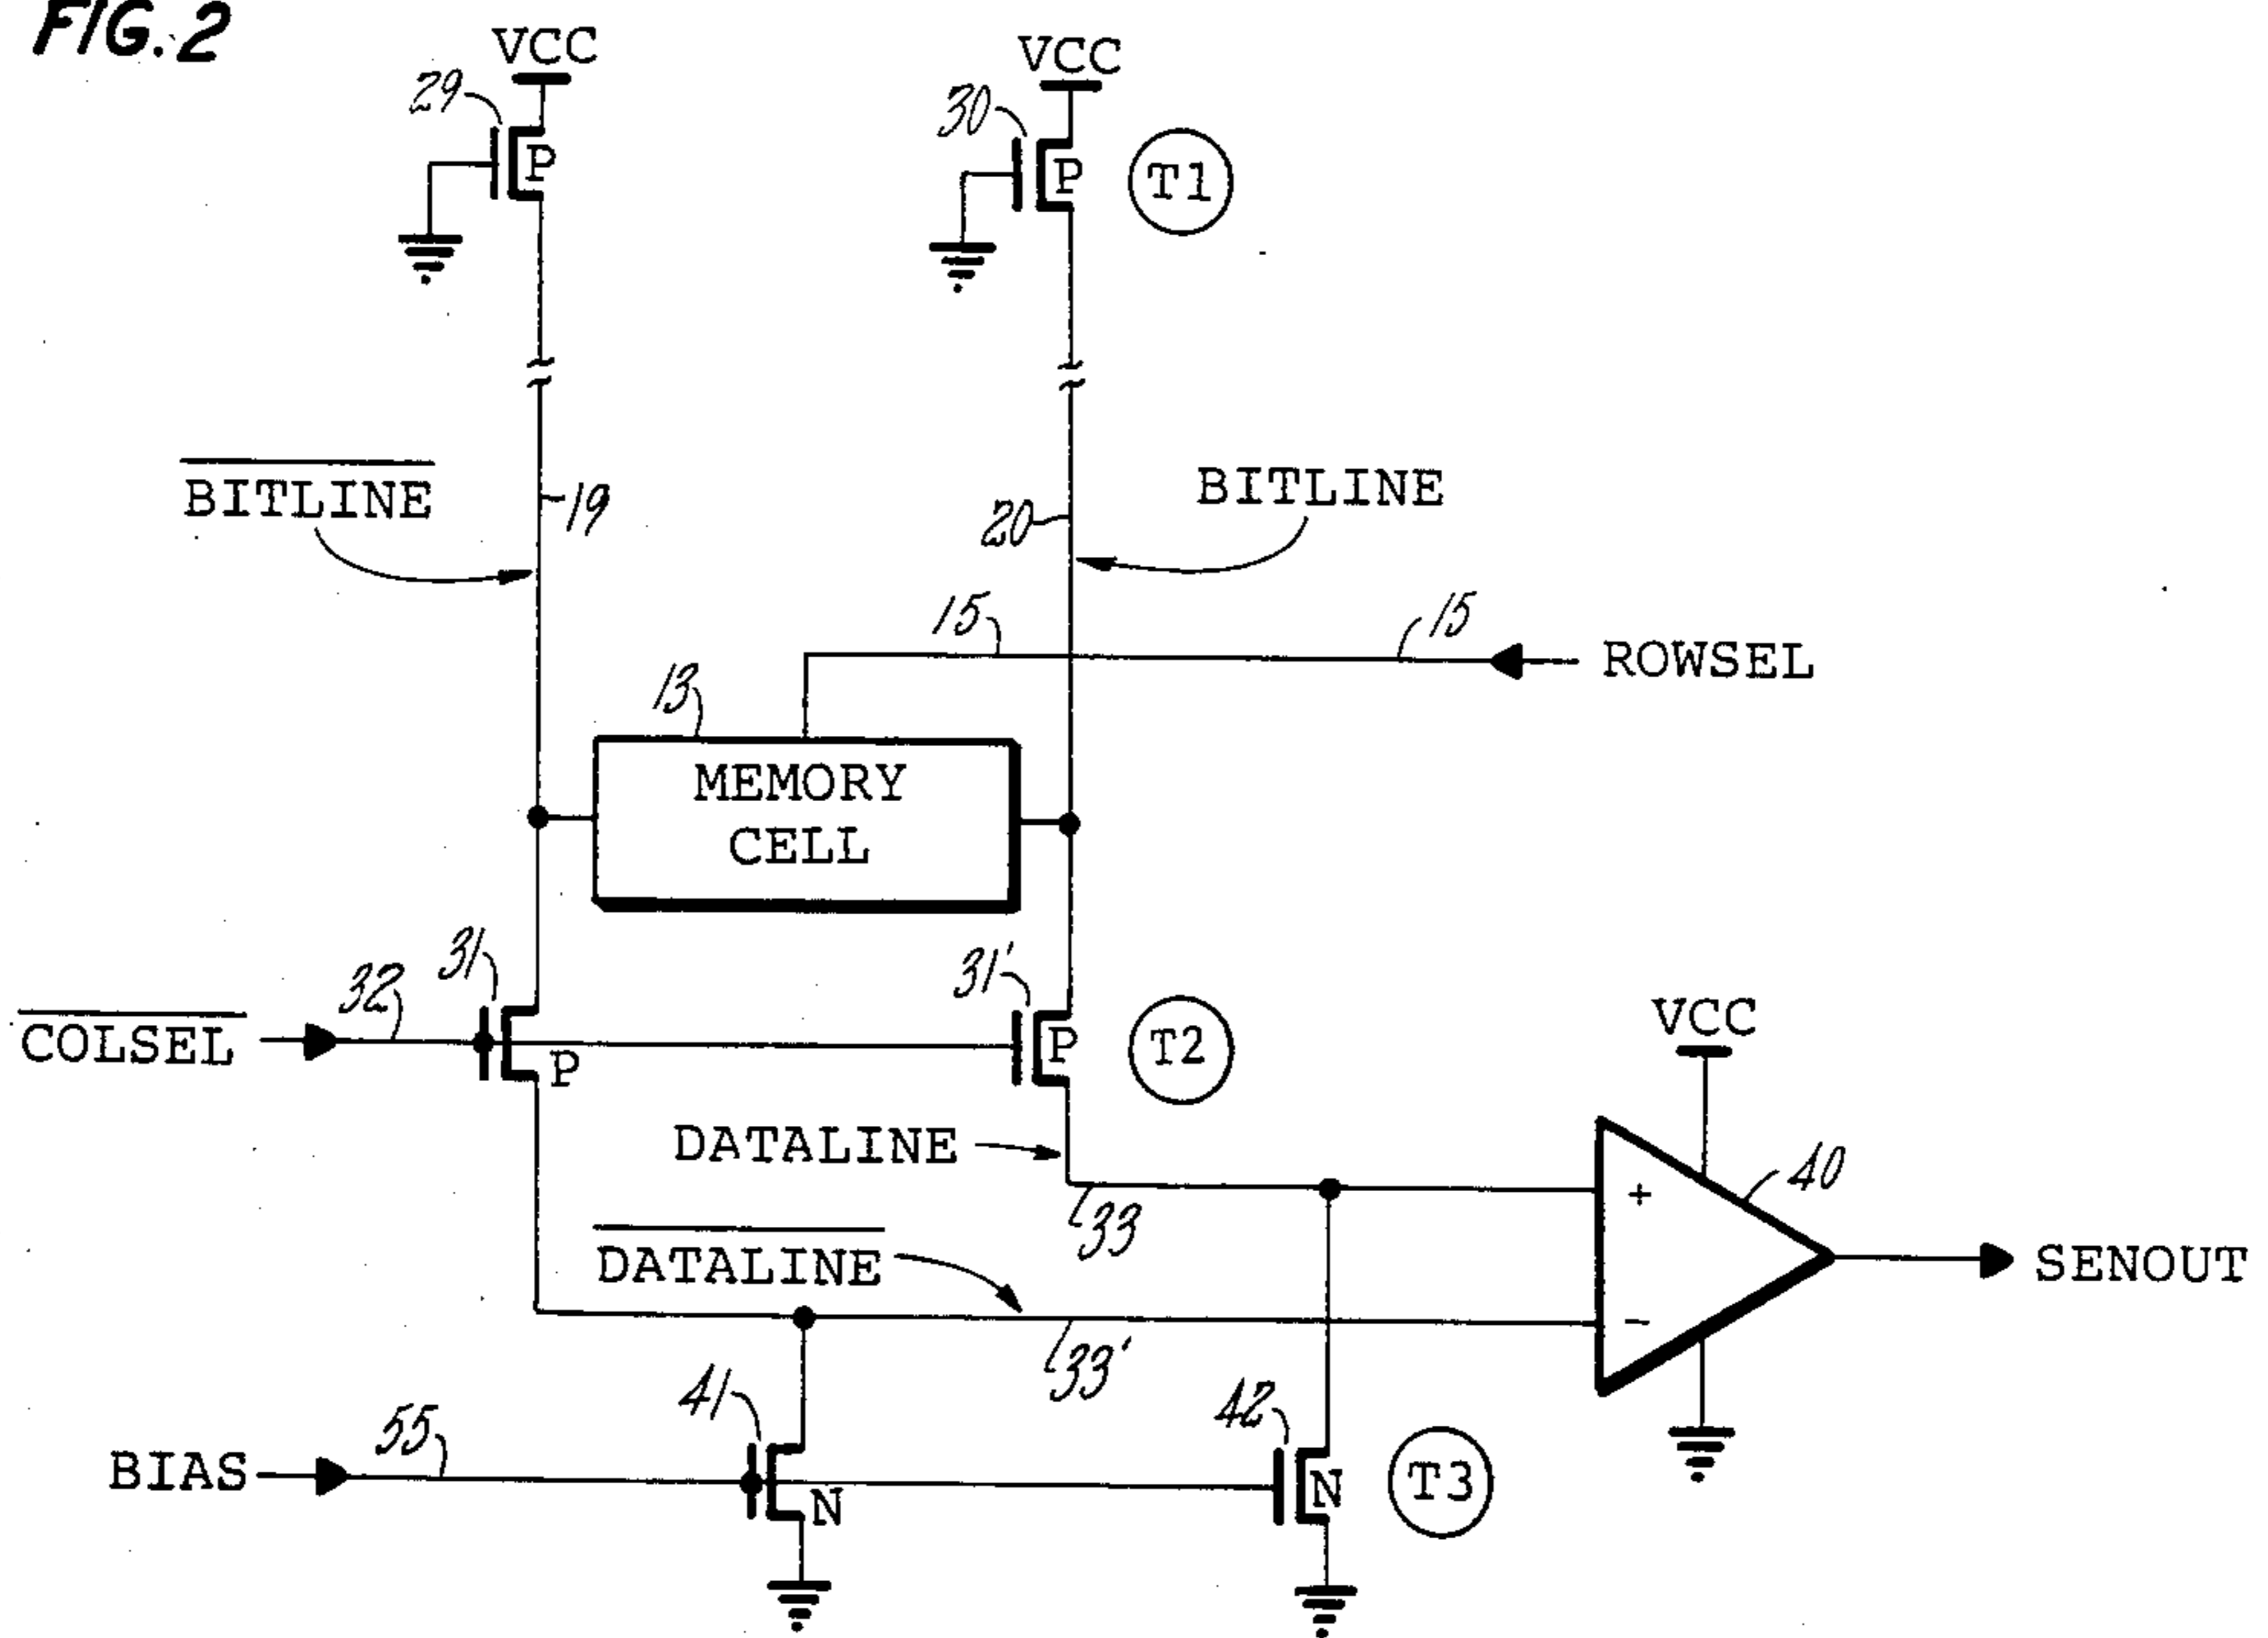 FIG. 2
VCC
VCC
29
30
P
P
T1
BITLINE
19
20
BITLINE
15
15
ROWSEL
13
MEMORY
CELL
31
31'
32
COLSEL
P
P
T2
VCC
DATALINE
40
+
33
DATALINE
SENOUT
−
33'
41
42
55
BIAS
N
N
T3